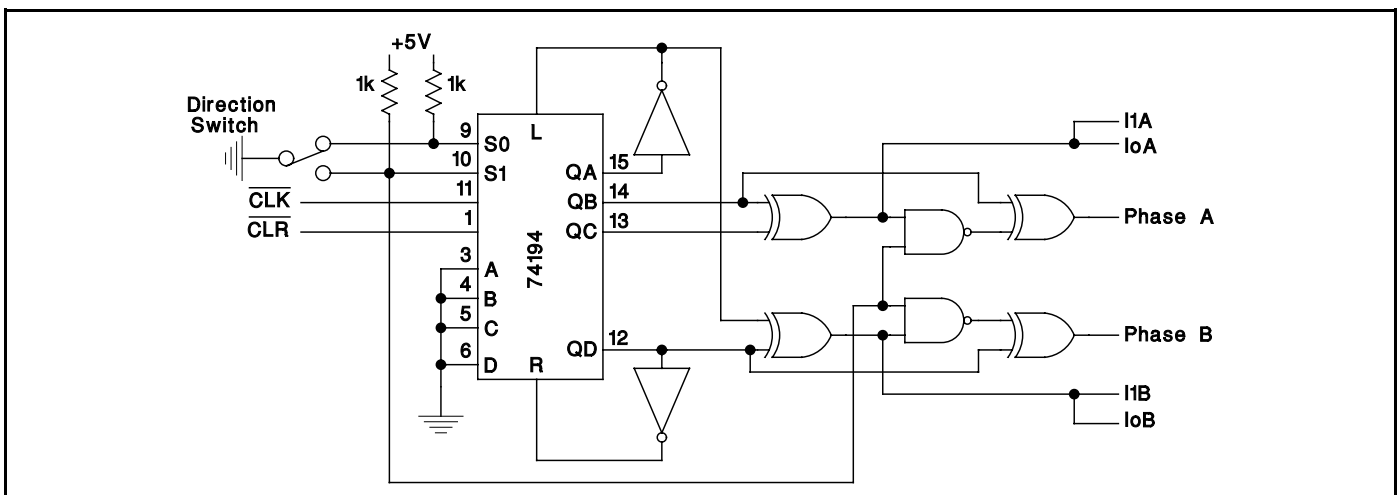 +5V
1k
1k
Direction
Switch
9
S0
L
10
S1
QA
15
11
CLK
QB
14
1
CLR
QC
13
74194
3
A
4
B
5
C
6
D
QD
12
R
I1A
IoA
Phase A
Phase B
I1B
IoB